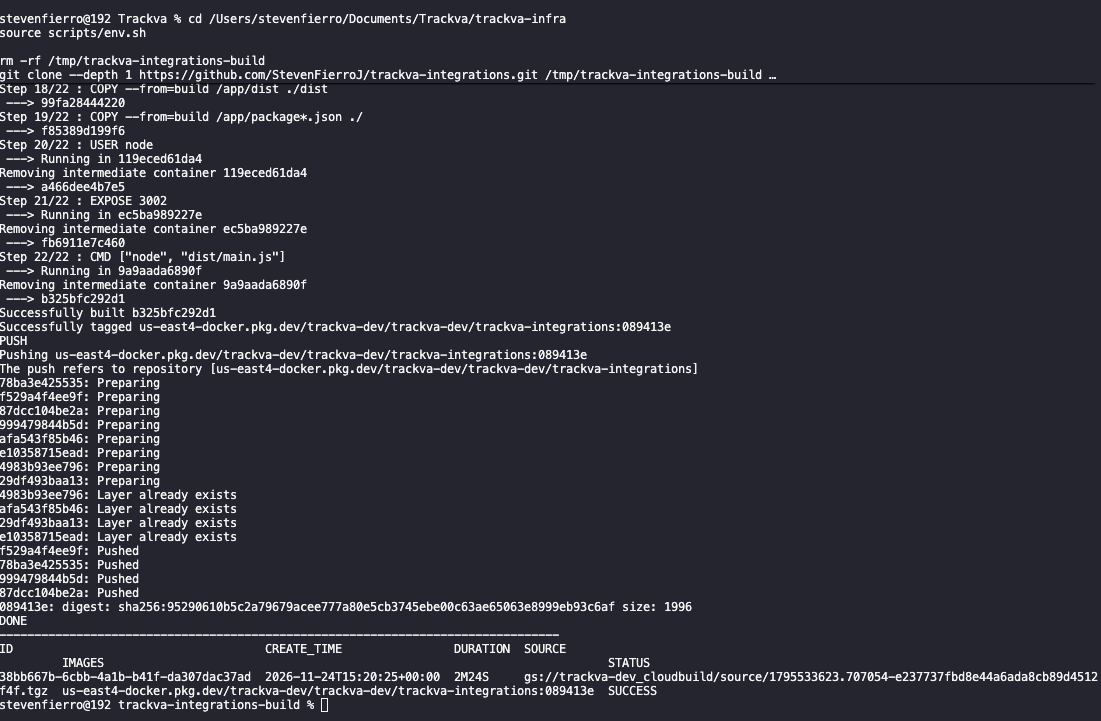 stevenfierro@192 Trackva % cd /Users/stevenfierro/Documents/Trackva/trackva-infra
source scripts/env.sh
rm -rf /tmp/trackva-integrations-build
git clone --depth 1 https://github.com/StevenFierroJ/trackva-integrations.git /tmp/trackva-integrations-build …
Step 18/22 : COPY --from=build /app/dist ./dist
---> 99fa28444220
Step 19/22 : COPY --from=build /app/package*.json ./
---> f85389d199f6
Step 20/22 : USER node
---> Running in 119eced61da4
Removing intermediate container 119eced61da4
---> a466dee4b7e5
Step 21/22 : EXPOSE 3002
---> Running in ec5ba989227e
Removing intermediate container ec5ba989227e
---> fb6911e7c460
Step 22/22 : CMD ["node", "dist/main.js"]
---> Running in 9a9aada6890f
Removing intermediate container 9a9aada6890f
---> b325bfc292d1
Successfully built b325bfc292d1
Successfully tagged us-east4-docker.pkg.dev/trackva-dev/trackva-dev/trackva-integrations:089413e
PUSH
Pushing us-east4-docker.pkg.dev/trackva-dev/trackva-dev/trackva-integrations:089413e
The push refers to repository [us-east4-docker.pkg.dev/trackva-dev/trackva-dev/trackva-integrations]
78ba3e425535: Preparing
f529a4f4ee9f: Preparing
87dcc104be2a: Preparing
999479844b5d: Preparing
afa543f85b46: Preparing
e10358715ead: Preparing
4983b93ee796: Preparing
29df493baa13: Preparing
4983b93ee796: Layer already exists
afa543f85b46: Layer already exists
29df493baa13: Layer already exists
e10358715ead: Layer already exists
f529a4f4ee9f: Pushed
78ba3e425535: Pushed
999479844b5d: Pushed
87dcc104be2a: Pushed
089413e: digest: sha256:95290610b5c2a79679acee777a80e5cb3745ebe00c63ae65063e8999eb93c6af size: 1996
DONE
--------------------------------------------------------------------------------
ID CREATE_TIME DURATION SOURCE
IMAGES STATUS
38bb667b-6cbb-4a1b-b41f-da307dac37ad 2026-11-24T15:20:25+00:00 2M24S gs://trackva-dev_cloudbuild/source/1795533623.707054-e237737fbd8e44a6ada8cb89d4512
f4f.tgz us-east4-docker.pkg.dev/trackva-dev/trackva-dev/trackva-integrations:089413e SUCCESS
stevenfierro@192 trackva-integrations-build %